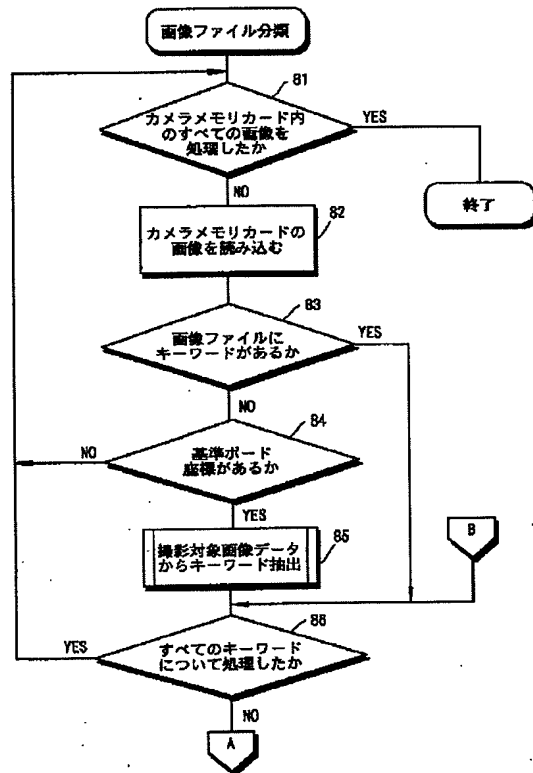 画像ファイル分類
81
カメラメモリカード内
のすべての画像を
処理したか
YES
NO
終了
82
カメラメモリカードの
画像を読み込む
83
画像ファイルに
キーワードがあるか
YES
NO
84
基準ボード
座標があるか
NO
YES
B
85
撮影対象画像データ
からキーワード抽出
86
すべてのキーワード
について処理したか
YES
NO
A